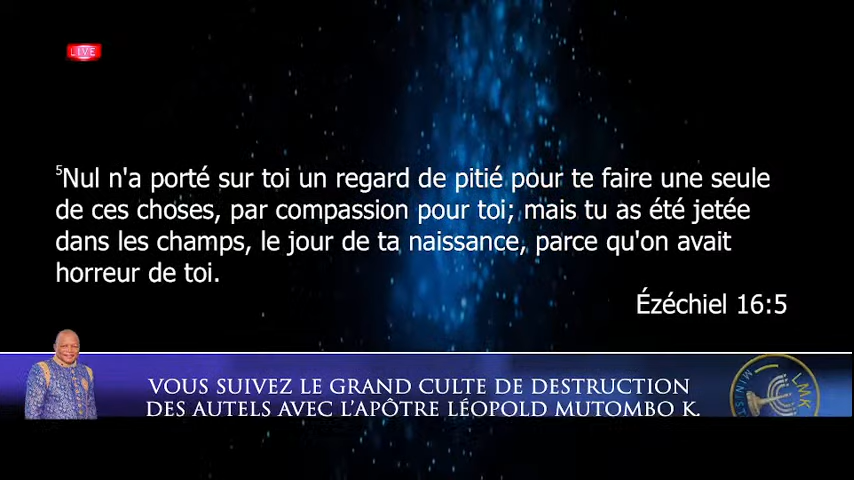 LIVE
⁵Nul n'a porté sur toi un regard de pitié pour te faire une seule
de ces choses, par compassion pour toi; mais tu as été jetée
dans les champs, le jour de ta naissance, parce qu'on avait
horreur de toi.
Ézéchiel 16:5
VOUS SUIVEZ LE GRAND CULTE DE DESTRUCTION
DES AUTELS AVEC L'APÔTRE LÉOPOLD MUTOMBO K.
LMK